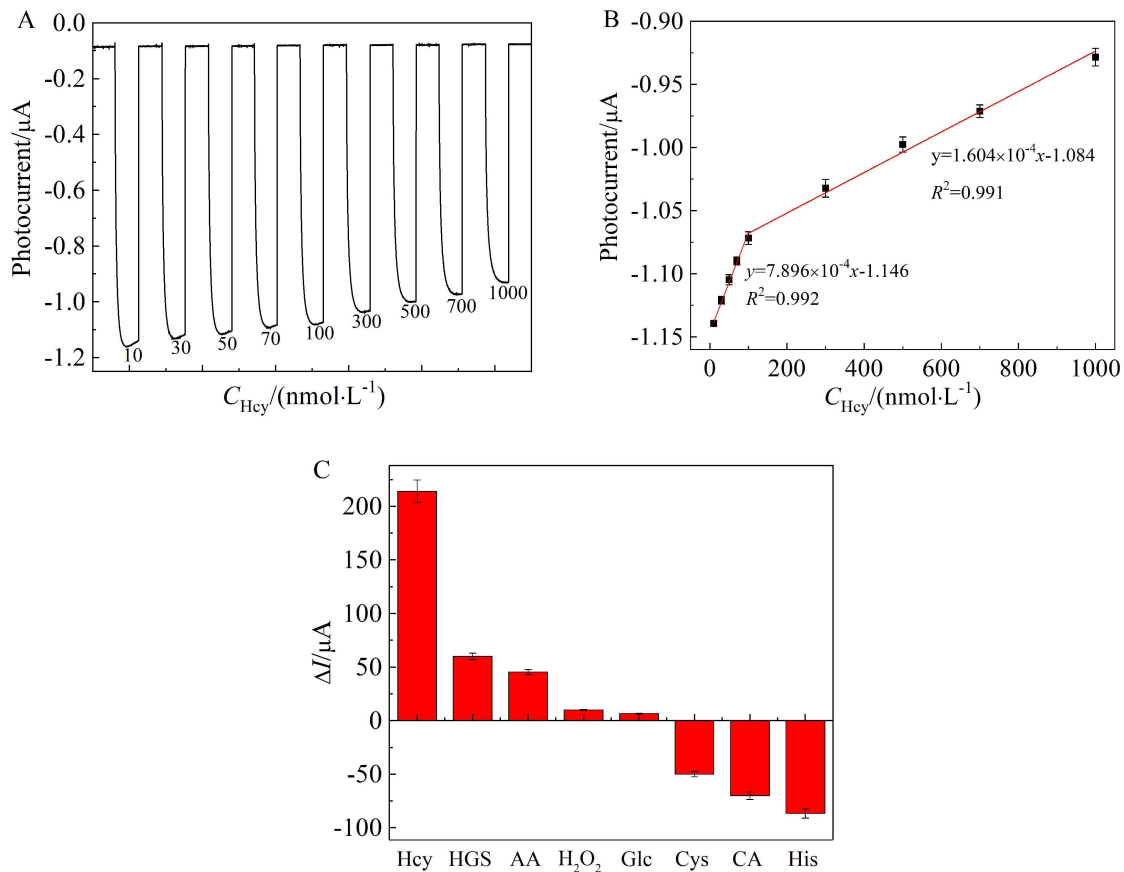 A
0.0
-0.2
-0.4
-0.6
-0.8
-1.0
-1.2
Photocurrent/μA
10
30
50
70
100
300
500
700
1000
C_Hcy/(nmol·L⁻¹)
B
-0.90
-0.95
-1.00
-1.05
-1.10
-1.15
Photocurrent/μA
y=1.604×10⁻⁴x-1.084
R²=0.991
y=7.896×10⁻⁴x-1.146
R²=0.992
0 200 400 600 800 1000
C_Hcy/(nmol·L⁻¹)
C
200
150
100
50
0
-50
-100
ΔI/μA
Hcy HGS AA H₂O₂ Glc Cys CA His